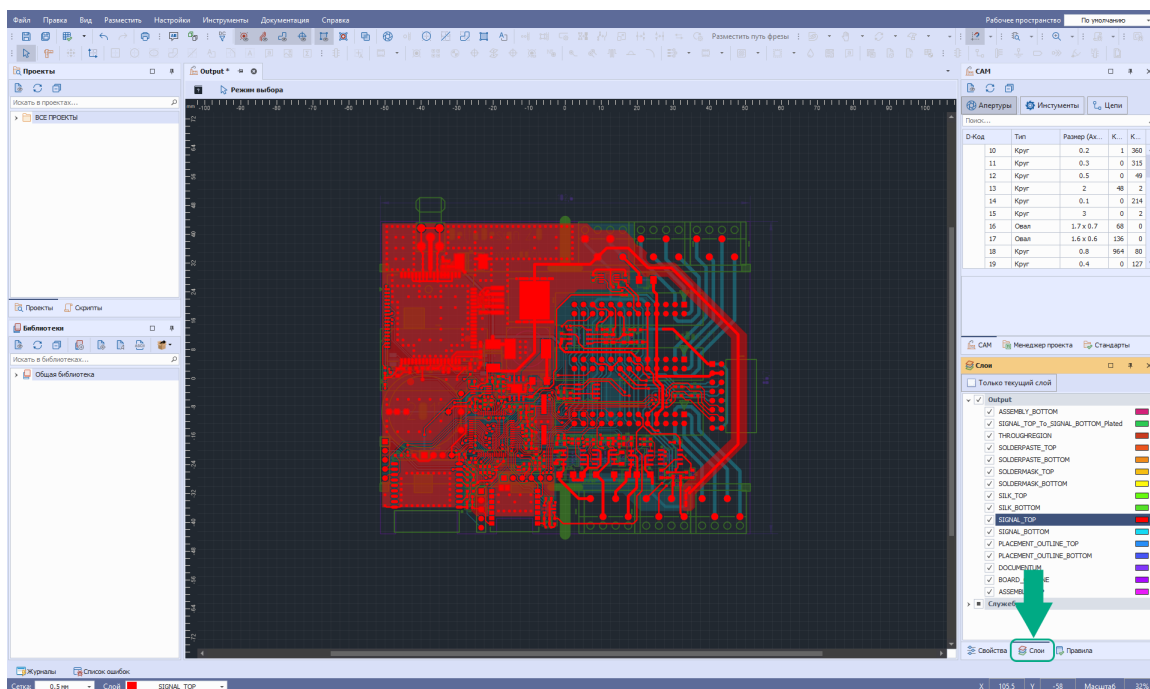 Файл Правка Вид Разместить Настройки Инструменты Документация Справка Рабочее пространство По умолчанию
Разместить путь фрезы
Проекты
Искать в проектах...
ВСЕ ПРОЕКТЫ
Проекты Скрипты
Библиотеки
Искать в библиотеках...
Общая библиотека
Output *
Режим выбора
CAM
Апертуры Инстументы Цепи
Поиск...
D-Код Тип Размер (Ax... К... К...
10 Круг 0.2 1 360
11 Круг 0.3 0 315
12 Круг 0.5 0 49
13 Круг 2 48 2
14 Круг 0.1 0 214
15 Круг 3 0 2
16 Овал 1.7 x 0.7 68 0
17 Овал 1.6 x 0.6 136 0
18 Круг 0.8 964 80
19 Круг 0.4 0 127
CAM Менеджер проекта Стандарты
Слои
Только текущий слой
Output
ASSEMBLY_BOTTOM
SIGNAL_TOP_To_SIGNAL_BOTTOM_Plated
THROUGHREGION
SOLDERPASTE_TOP
SOLDERPASTE_BOTTOM
SOLDERMASK_TOP
SOLDERMASK_BOTTOM
SILK_TOP
SILK_BOTTOM
SIGNAL_TOP
SIGNAL_BOTTOM
PLACEMENT_OUTLINE_TOP
PLACEMENT_OUTLINE_BOTTOM
DOCUMENTUM
Свойства Слои Правила
Журналы Список ошибок
Сетка: 0.5 мм Слой SIGNAL_TOP X 105.5 Y -58 Масштаб 32%